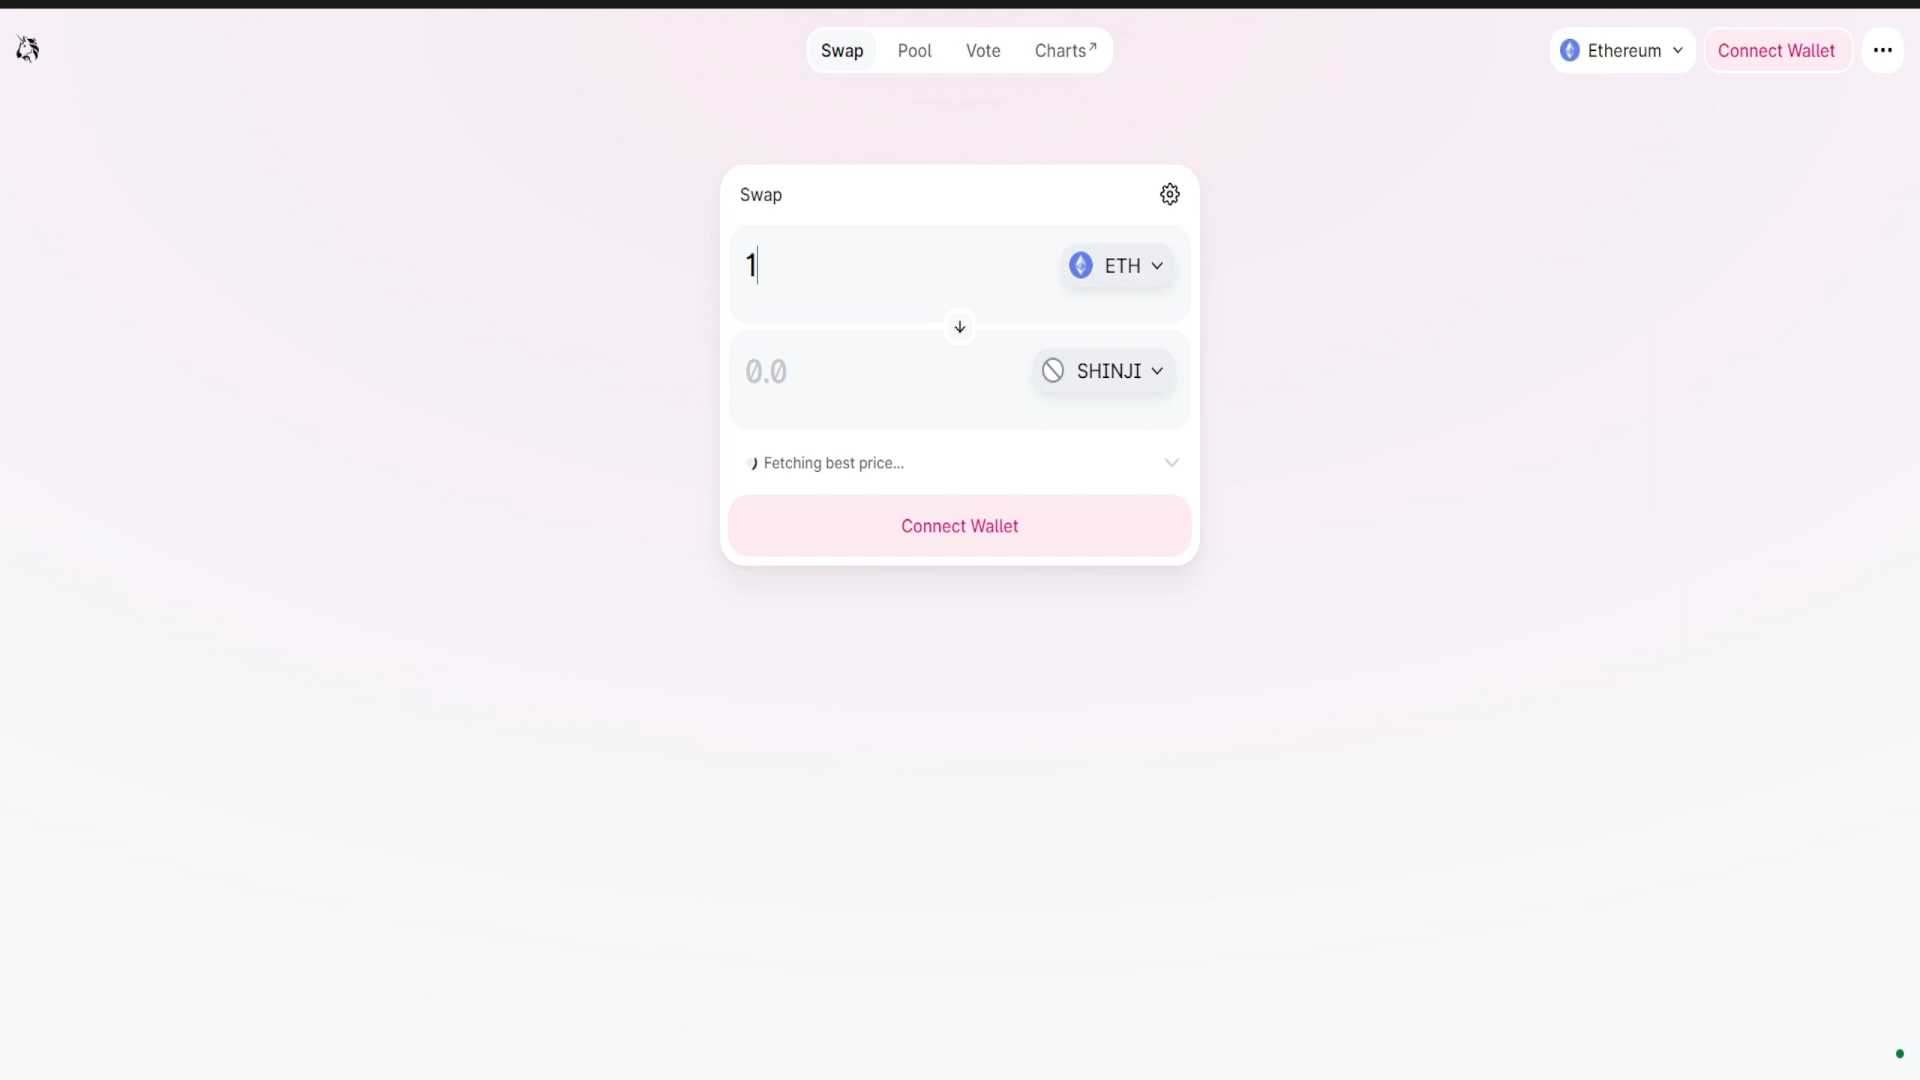 Swap Pool Vote Charts↗ Ethereum Connect Wallet
Swap
1 ETH
0.0 SHINJI
Fetching best price...
Connect Wallet